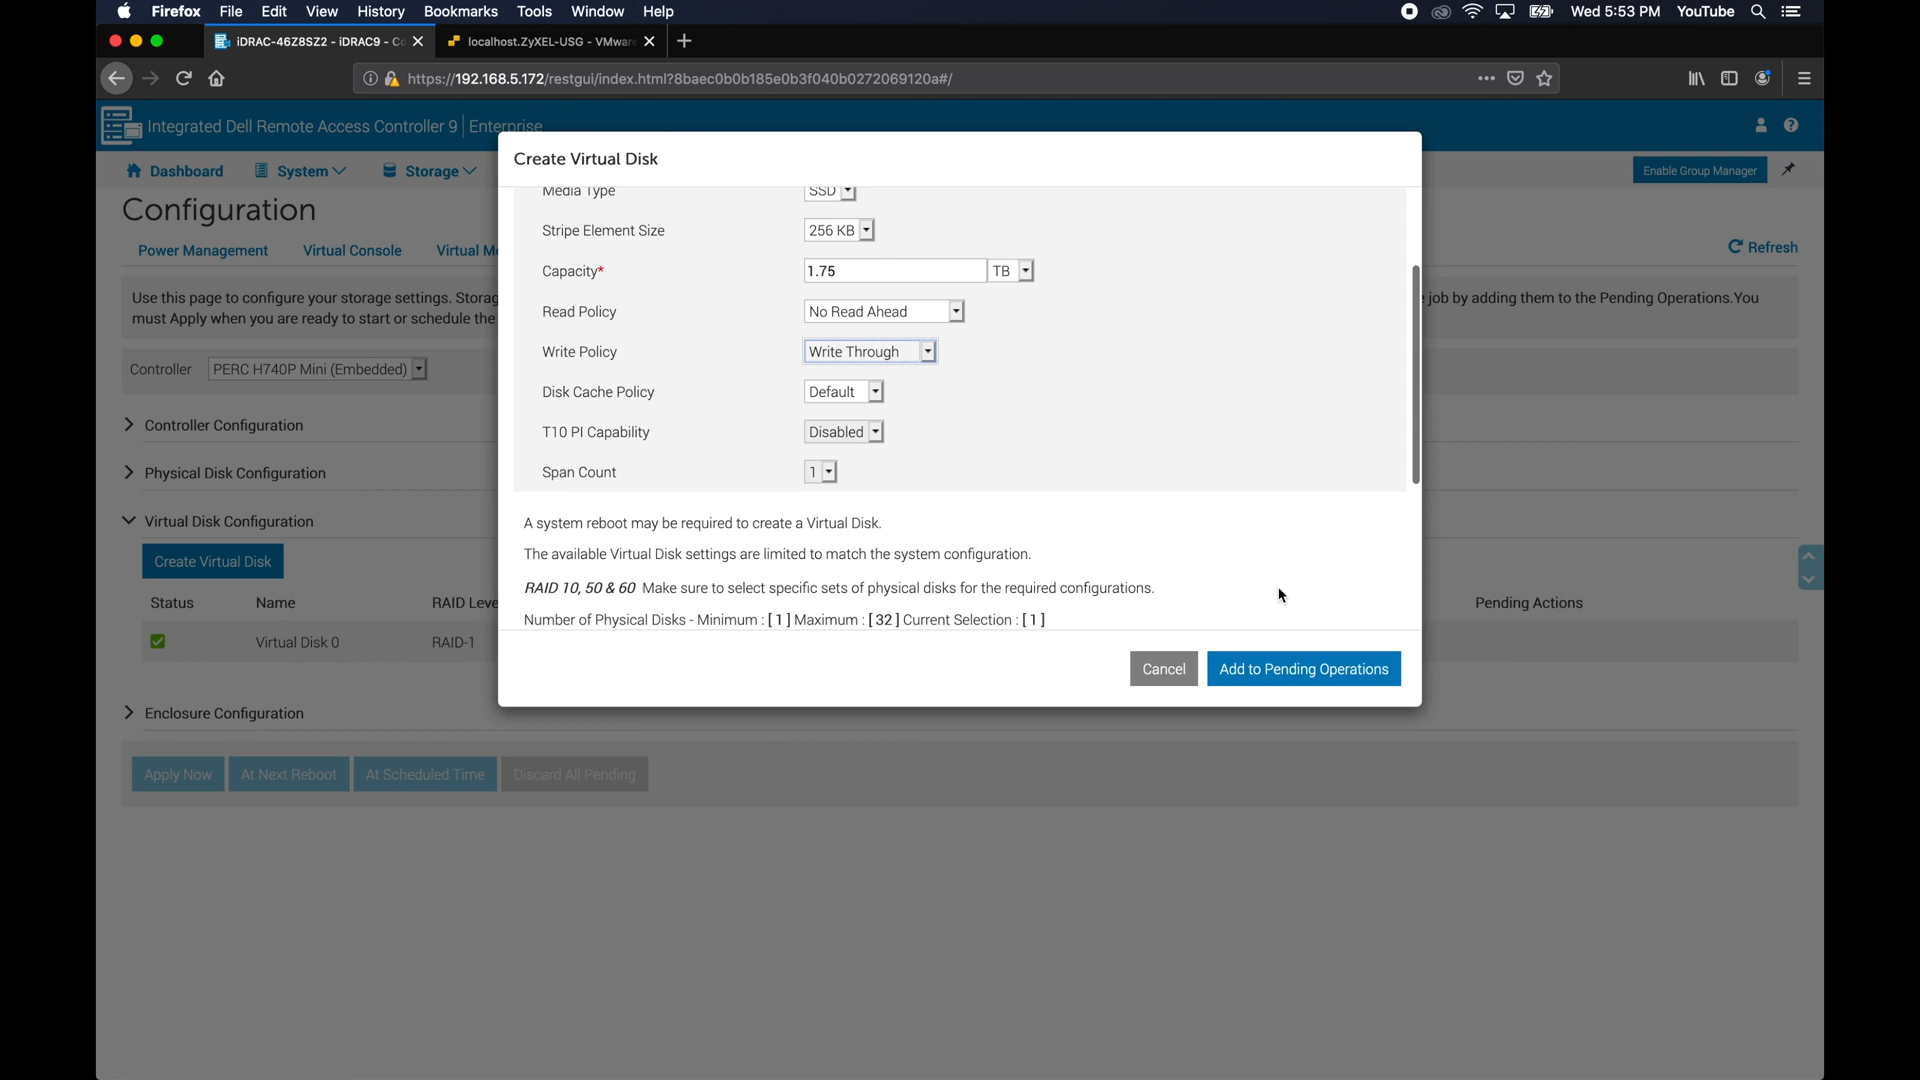 Firefox File Edit View History Bookmarks Tools Window Help Wed 5:53 PM YouTube
iDRAC-46Z8SZ2 - iDRAC9 - Co localhost.ZyXEL-USG - VMware
https://192.168.5.172/restgui/index.html?8baec0b0b185e0b3f040b0272069120a#/
Integrated Dell Remote Access Controller 9 | Enterprise
Dashboard System Storage Enable Group Manager
Configuration
Power Management Virtual Console Virtual Me Refresh
Use this page to configure your storage settings. Storag job by adding them to the Pending Operations.You
must Apply when you are ready to start or schedule the
Controller PERC H740P Mini (Embedded)
Controller Configuration
Physical Disk Configuration
Virtual Disk Configuration
Create Virtual Disk
Status Name RAID Leve Pending Actions
Virtual Disk 0 RAID-1
Enclosure Configuration
Apply Now At Next Reboot At Scheduled Time Discard All Pending
Create Virtual Disk
Media Type SSD
Stripe Element Size 256 KB
Capacity* 1.75 TB
Read Policy No Read Ahead
Write Policy Write Through
Disk Cache Policy Default
T10 PI Capability Disabled
Span Count 1
A system reboot may be required to create a Virtual Disk.
The available Virtual Disk settings are limited to match the system configuration.
RAID 10, 50 & 60 Make sure to select specific sets of physical disks for the required configurations.
Number of Physical Disks - Minimum : [ 1 ] Maximum : [ 32 ] Current Selection : [ 1 ]
Cancel Add to Pending Operations